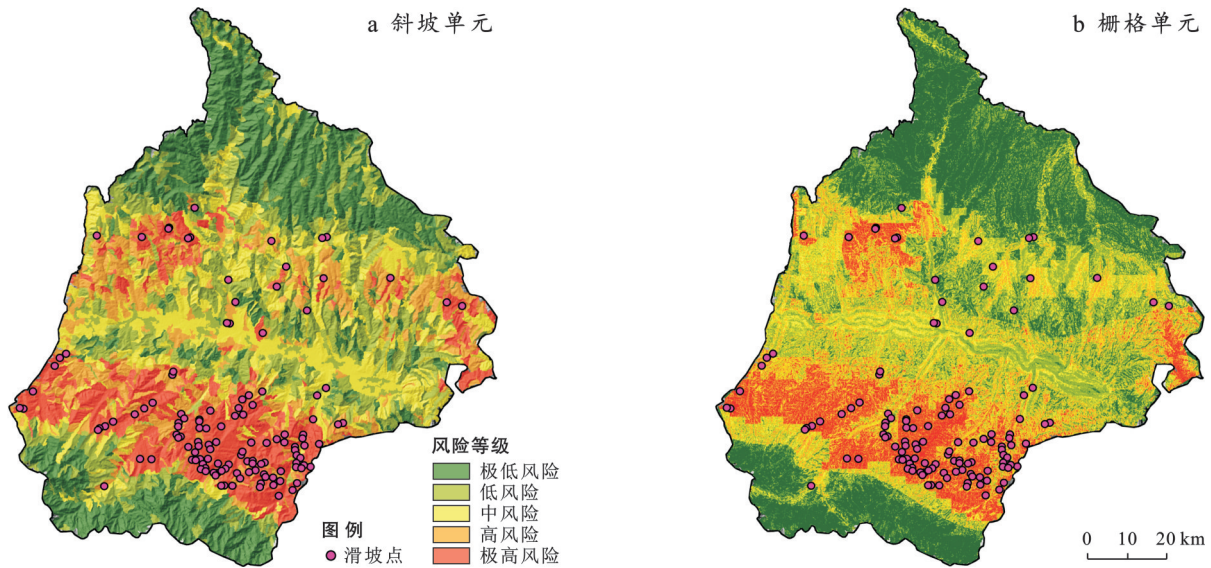 a 斜坡单元
b 栅格单元
风险等级
极低风险
低风险
中风险
高风险
极高风险
图例
滑坡点
0 10 20 km